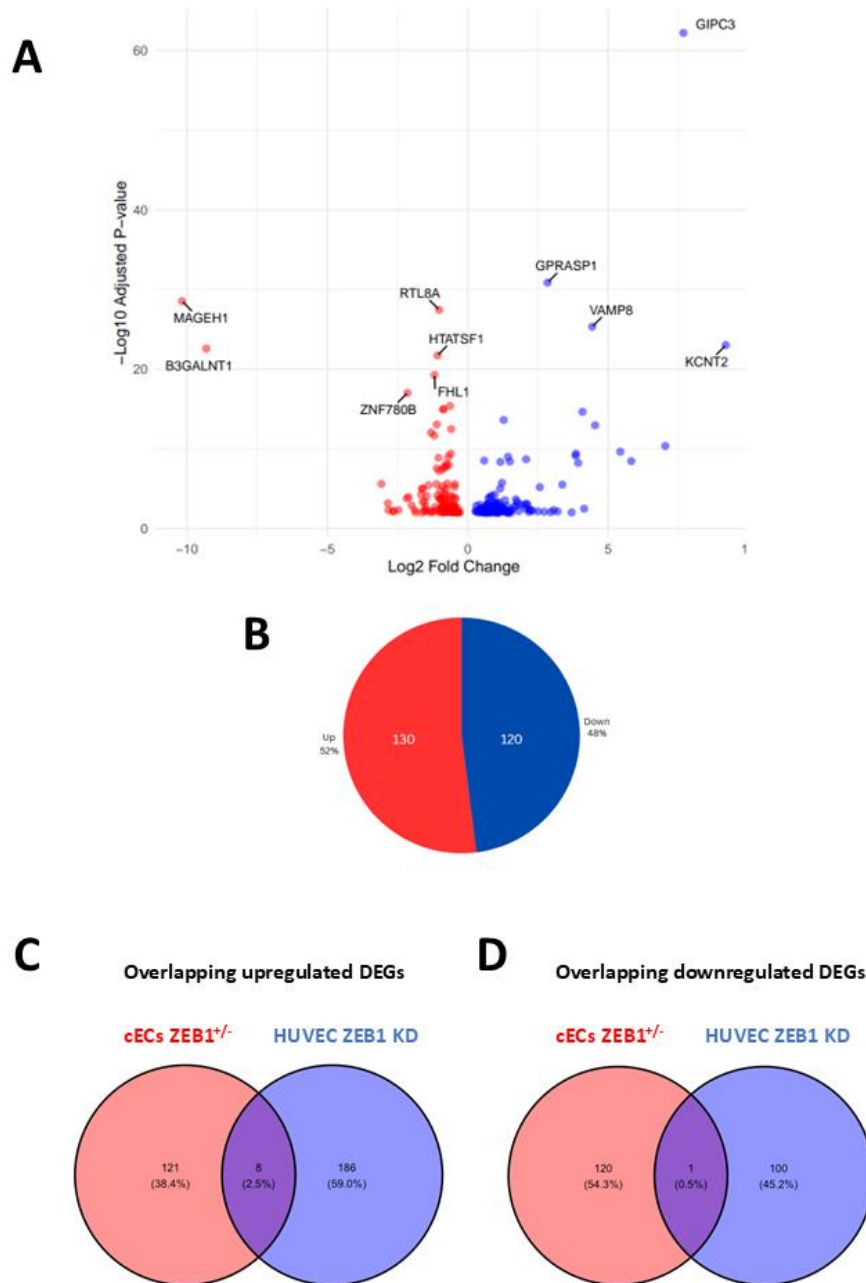 A
60
40
20
0
−Log10 Adjusted P−value
GIPC3
GPRASP1
RTL8A
MAGEH1
VAMP8
HTATSF1
B3GALNT1
KCNT2
FHL1
ZNF780B
−10
−5
0
5
1
Log2 Fold Change
B
Up
52%
130
120
Down
48%
C
Overlapping upregulated DEGs
cECs ZEB1+/-
HUVEC ZEB1 KD
121
(38.4%)
8
(2.5%)
186
(59.0%)
D
Overlapping downregulated DEGs
cECs ZEB1+/-
HUVEC ZEB1 KD
120
(54.3%)
1
(0.5%)
100
(45.2%)